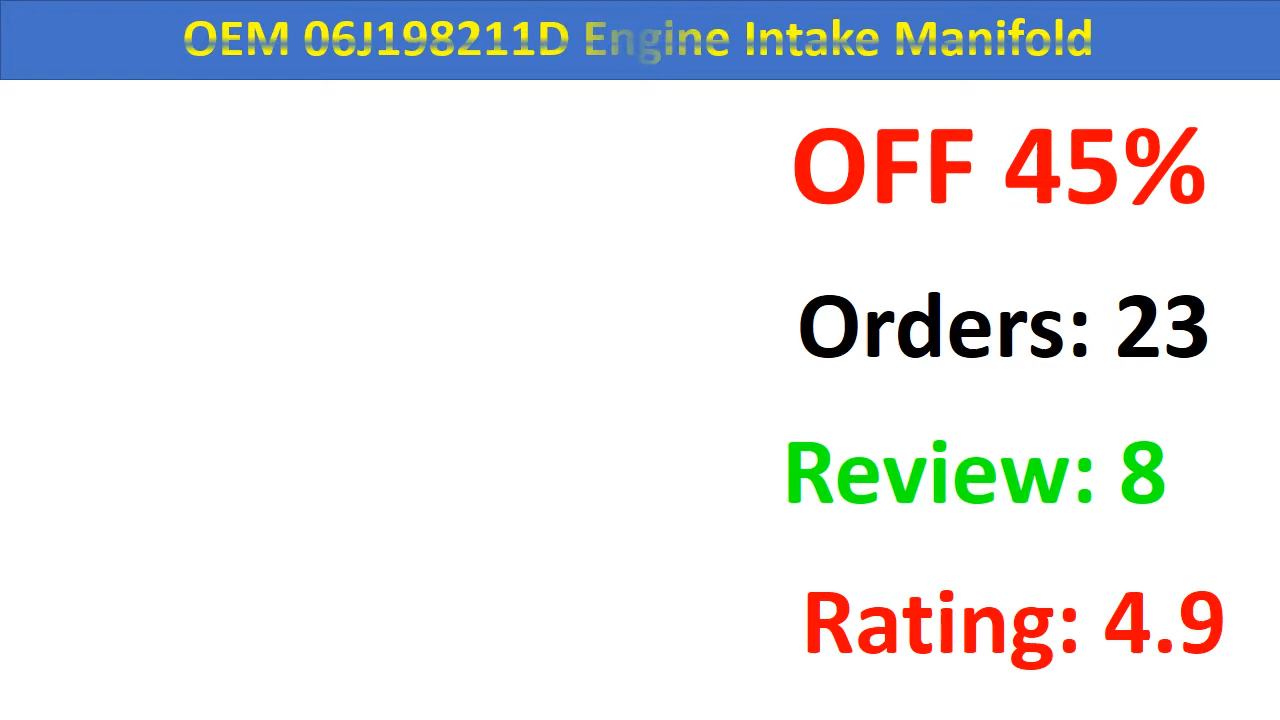 OEM 06J198211D Engine Intake Manifold
OFF 45%
Orders: 23
Review: 8
Rating: 4.9